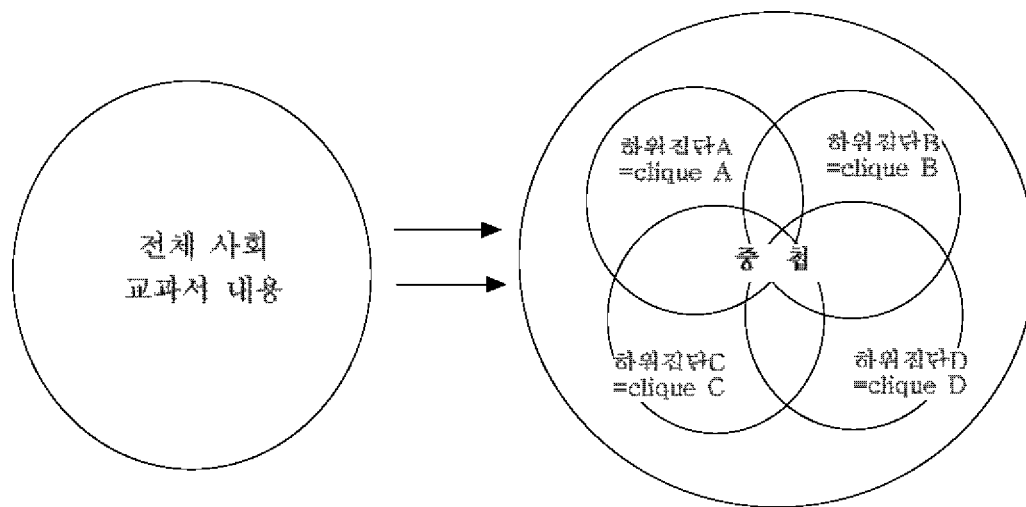 전체 사회
교과서 내용
하위집단A
=clique A
하위집단B
=clique B
중 첩
하위집단C
=clique C
하위집단D
=clique D